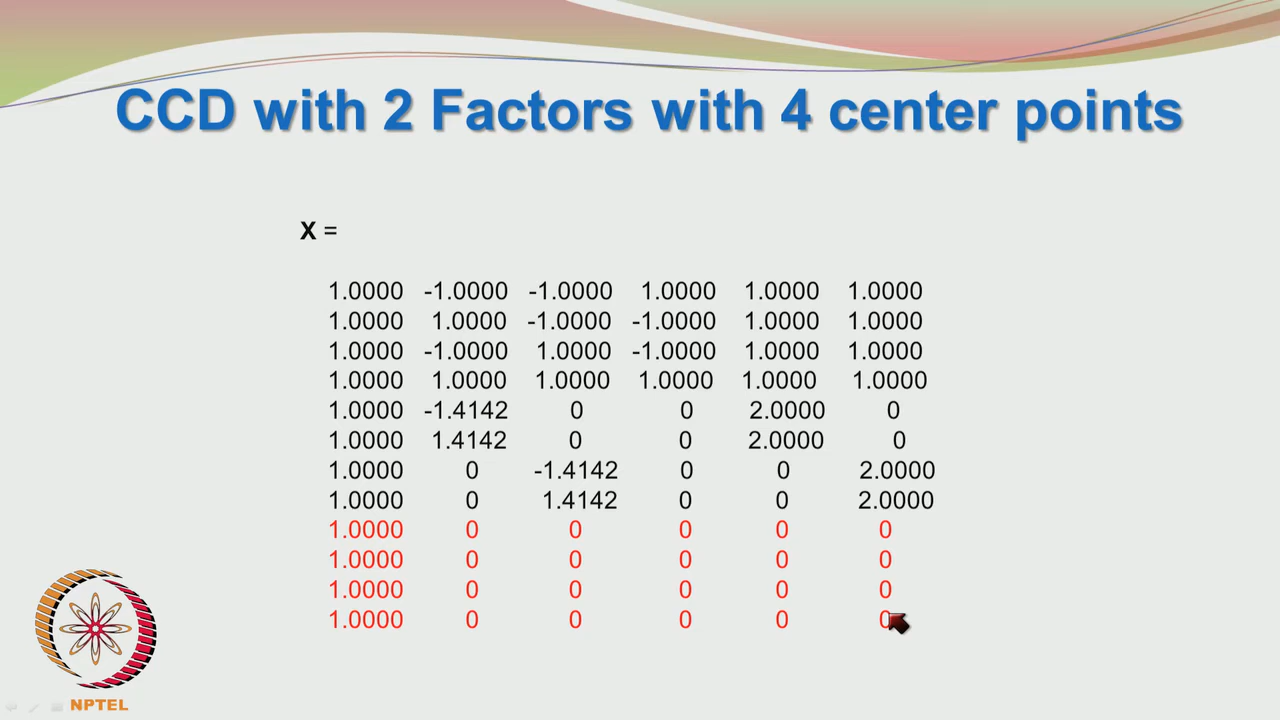 CCD with 2 Factors with 4 center points
X =
1.0000 -1.0000 -1.0000 1.0000 1.0000 1.0000
1.0000 1.0000 -1.0000 -1.0000 1.0000 1.0000
1.0000 -1.0000 1.0000 -1.0000 1.0000 1.0000
1.0000 1.0000 1.0000 1.0000 1.0000 1.0000
1.0000 -1.4142 0 0 2.0000 0
1.0000 1.4142 0 0 2.0000 0
1.0000 0 -1.4142 0 0 2.0000
1.0000 0 1.4142 0 0 2.0000
1.0000 0 0 0 0 0
1.0000 0 0 0 0 0
1.0000 0 0 0 0 0
1.0000 0 0 0 0 0
NPTEL